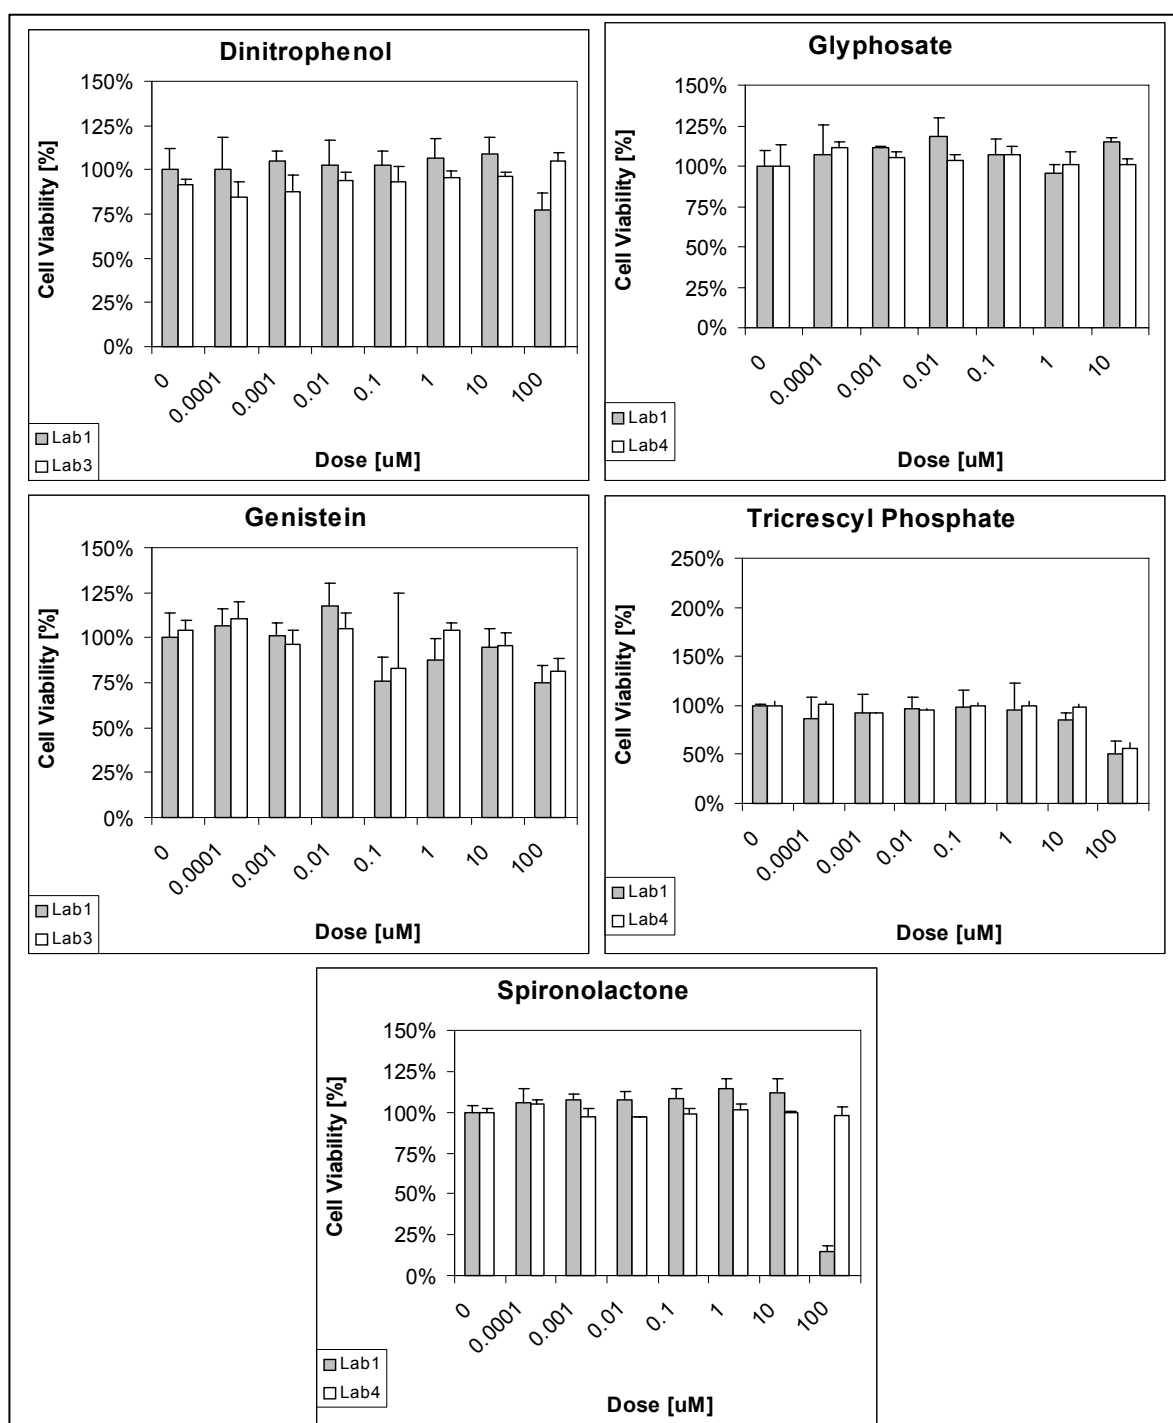 Dinitrophenol
150%
125%
100%
75%
50%
25%
0%
Cell Viability [%]
0 0.0001 0.001 0.01 0.1 1 10 100
Dose [uM]
Lab1
Lab3
Glyphosate
150%
125%
100%
75%
50%
25%
0%
Cell Viability [%]
0 0.0001 0.001 0.01 0.1 1 10
Dose [uM]
Lab1
Lab4
Genistein
150%
125%
100%
75%
50%
25%
0%
Cell Viability [%]
0 0.0001 0.001 0.01 0.1 1 10 100
Dose [uM]
Lab1
Lab3
Tricrescyl Phosphate
250%
200%
150%
100%
50%
0%
Cell Viability [%]
0 0.0001 0.001 0.01 0.1 1 10 100
Dose [uM]
Lab1
Lab4
Spironolactone
150%
125%
100%
75%
50%
25%
0%
Cell Viability [%]
0 0.0001 0.001 0.01 0.1 1 10 100
Dose [uM]
Lab1
Lab4